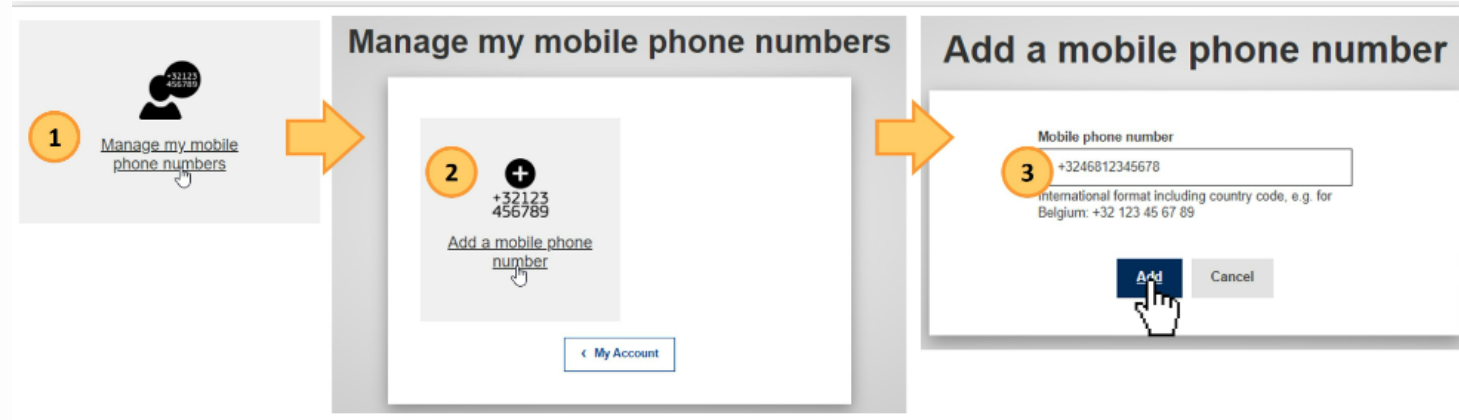 +32123
456789
1
Manage my mobile
phone numbers
Manage my mobile phone numbers
2
+32123
456789
Add a mobile phone
number
‹ My Account
Add a mobile phone number
Mobile phone number
3
+3246812345678
International format including country code, e.g. for
Belgium: +32 123 45 67 89
Add
Cancel